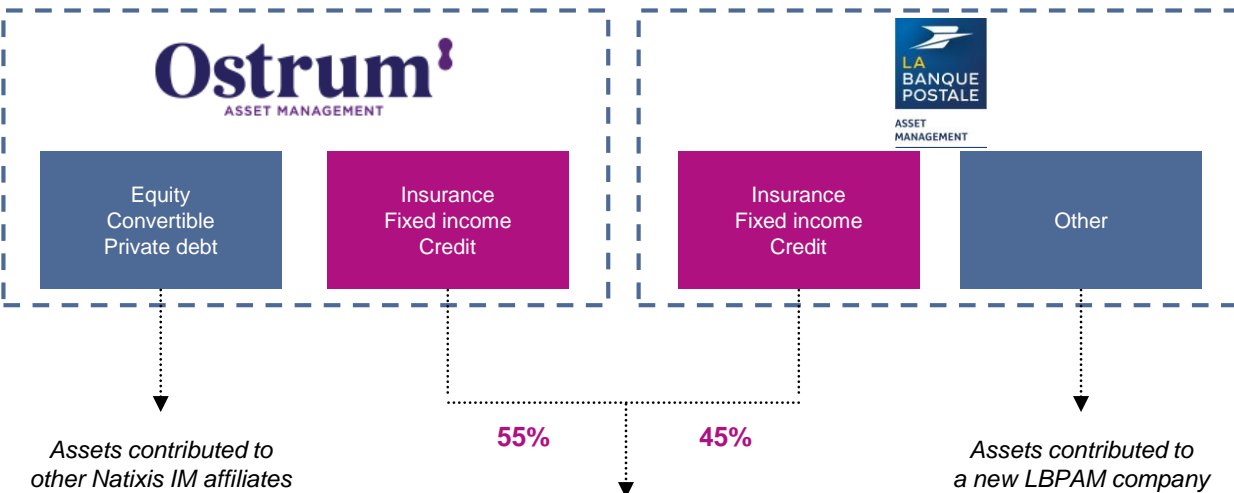 Ostrum
ASSET MANAGEMENT
LA
BANQUE
POSTALE
ASSET
MANAGEMENT
Equity
Convertible
Private debt
Insurance
Fixed income
Credit
Insurance
Fixed income
Credit
Other
55%
45%
Assets contributed to
other Natixis IM affiliates
Assets contributed to
a new LBPAM company